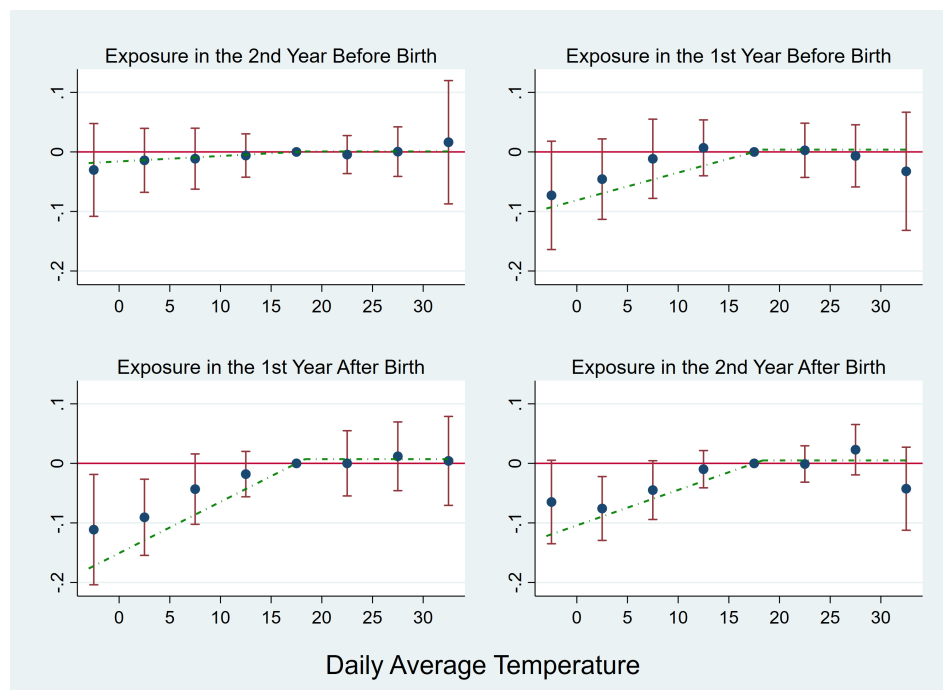 Exposure in the 2nd Year Before Birth
.1
0
-.1
-.2
0 5 10 15 20 25 30
Exposure in the 1st Year Before Birth
.1
0
-.1
-.2
0 5 10 15 20 25 30
Exposure in the 1st Year After Birth
.1
0
-.1
-.2
0 5 10 15 20 25 30
Exposure in the 2nd Year After Birth
.1
0
-.1
-.2
0 5 10 15 20 25 30
Daily Average Temperature